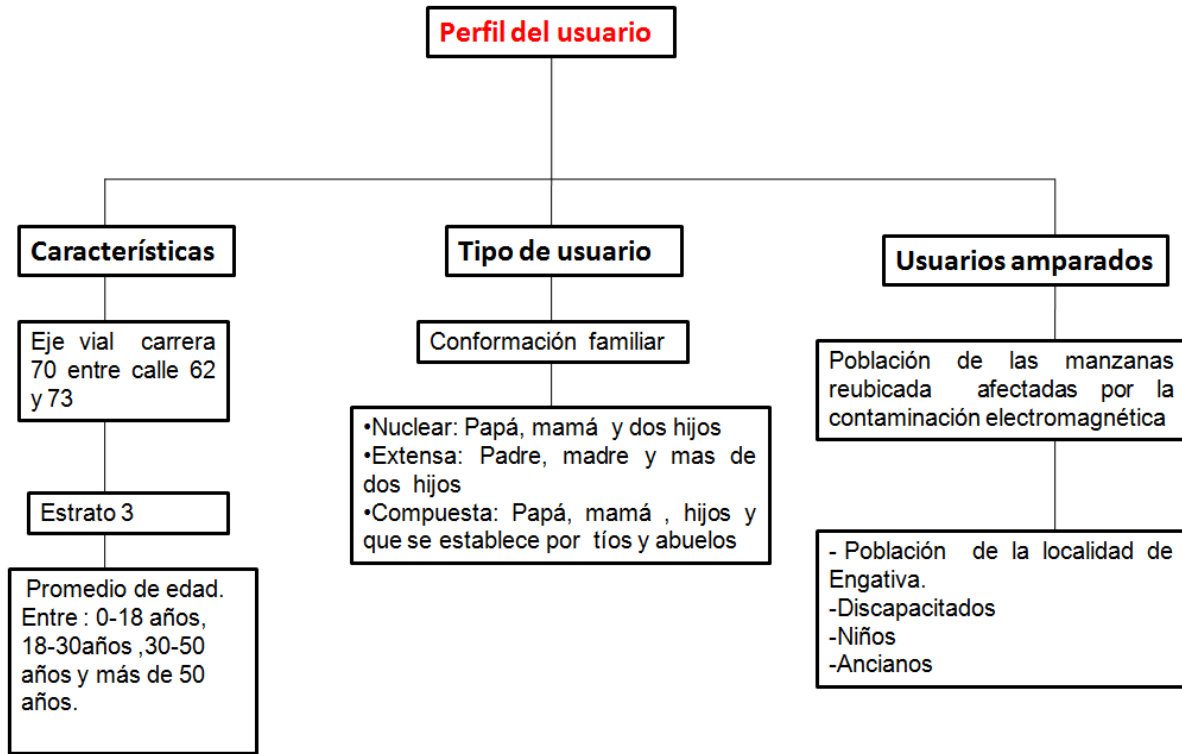 Perfil del usuario
Característícas
Eje vial carrera
70 entre calle 62
y 73
Estrato 3
Promedio de edad.
Entre : 0-18 años,
18-30años ,30-50
años y más de 50
años.
Tipo de usuario
Conformación familiar
•Nuclear: Papá, mamá y dos hijos
•Extensa: Padre, madre y mas de
dos hijos
•Compuesta: Papá, mamá , hijos y
que se establece por tíos y abuelos
Usuarios amparados
Población de las manzanas
reubicada afectadas por la
contaminación electromagnética
- Población de la localidad de
Engativa.
-Discapacitados
-Niños
-Ancianos